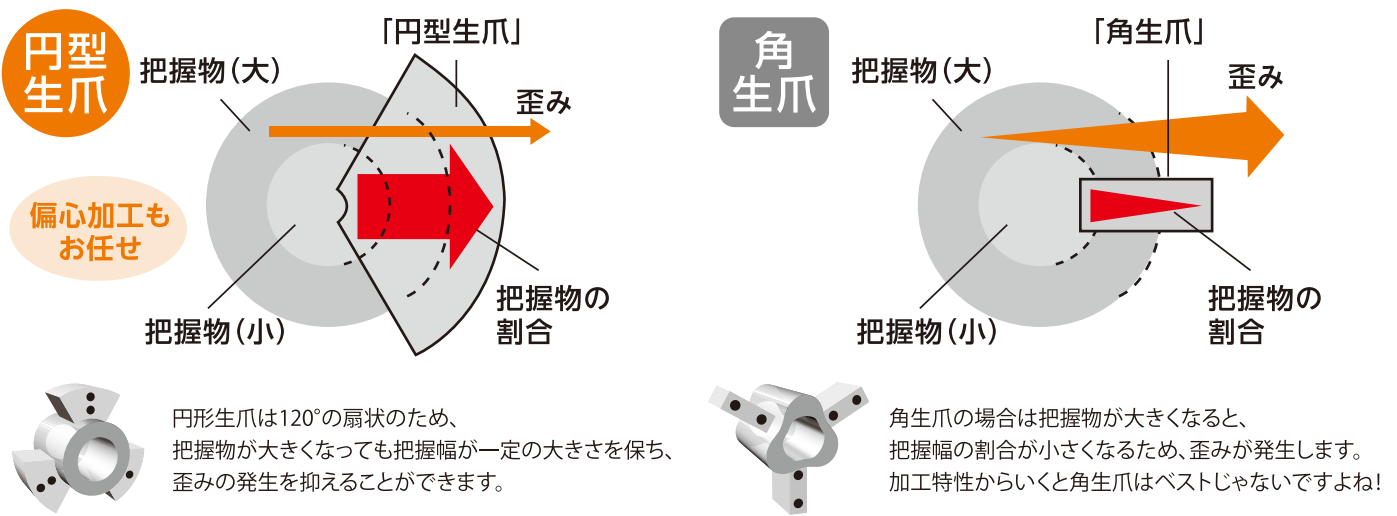 円型
生爪
「円型生爪」
把握物(大)
歪み
偏心加工も
お任せ
把握物の
割合
把握物(小)
円形生爪は120°の扇状のため、
把握物が大きくなっても把握幅が一定の大きさを保ち、
歪みの発生を抑えることができます。
角
生爪
「角生爪」
把握物(大)
歪み
把握物の
割合
把握物(小)
角生爪の場合は把握物が大きくなると、
把握幅の割合が小さくなるため、歪みが発生します。
加工特性からいくと角生爪はベストじゃないですよね!